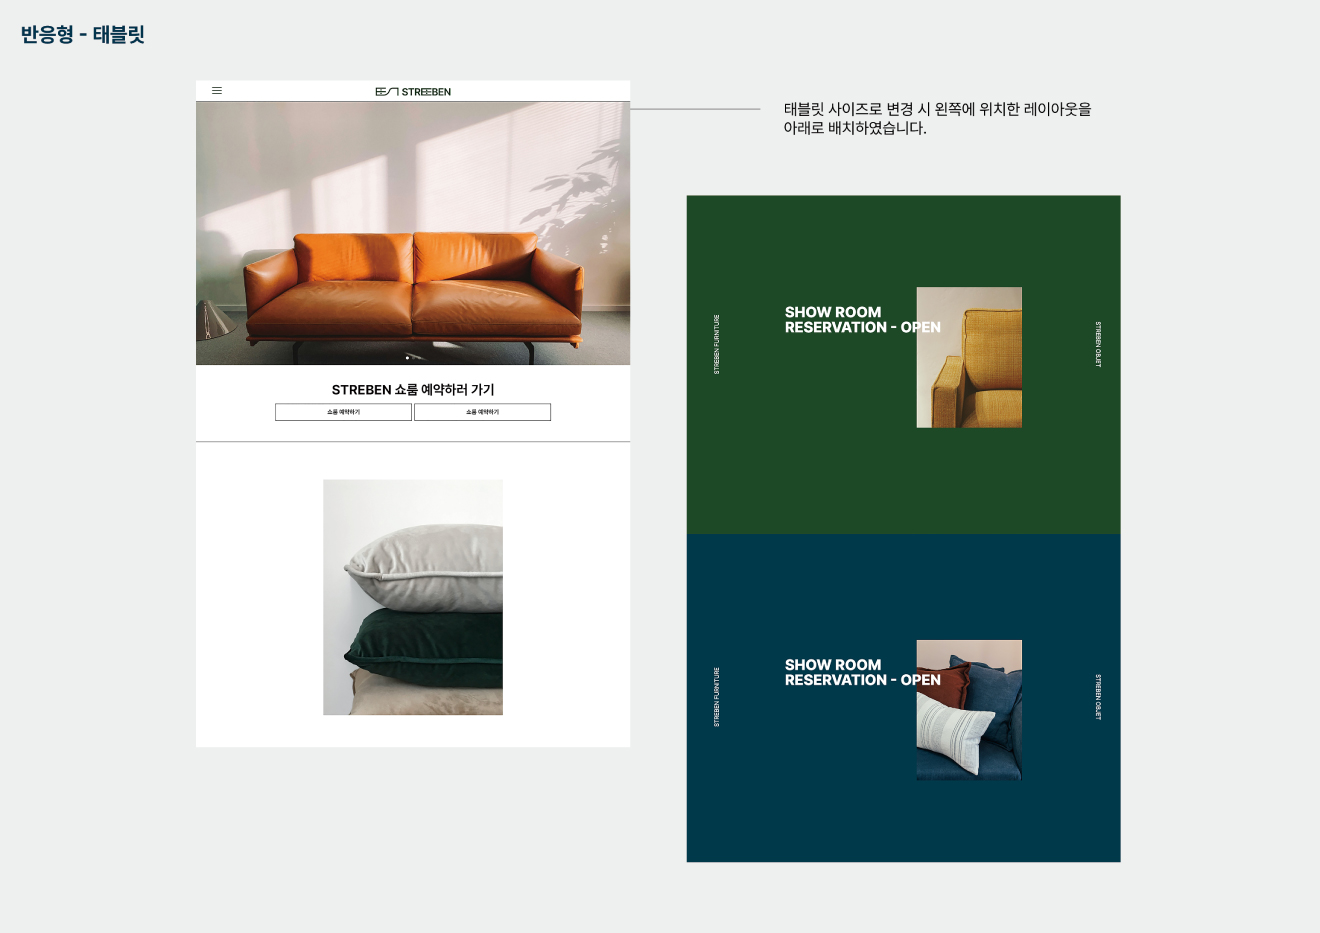 반응형 - 태블릿
STREEBEN
태블릿 사이즈로 변경 시 왼쪽에 위치한 레이아웃을
아래로 배치하였습니다.
STREBEN 쇼룸 예약하러 가기
쇼룸 예약하기
쇼룸 예약하기
STREBEN FURNITURE
SHOW ROOM
RESERVATION - OPEN
STREBEN OBJET
STREBEN FURNITURE
SHOW ROOM
RESERVATION - OPEN
STREBEN OBJET